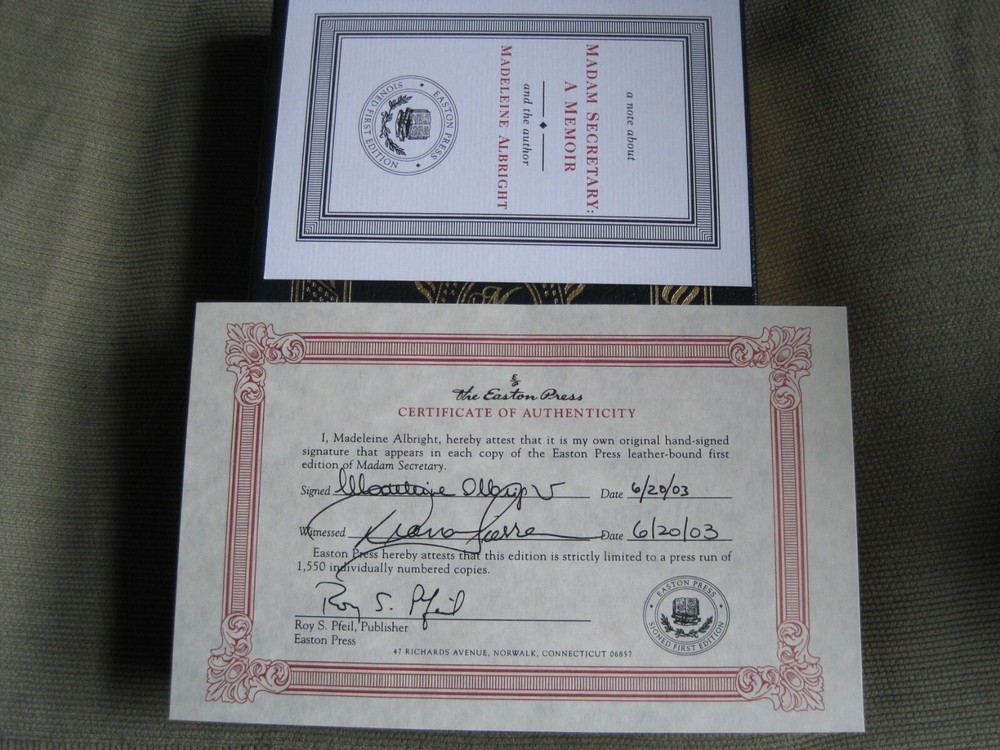 a note about
MADAM SECRETARY:
A MEMOIR
and the author
MADELEINE ALBRIGHT
EASTON PRESS
SIGNED FIRST EDITION
The Easton Press
CERTIFICATE OF AUTHENTICITY
I, Madeleine Albright, hereby attest that it is my own original hand-signed
signature that appears in each copy of the Easton Press leather-bound first
edition of Madam Secretary.
Signed Madeleine Albright Date 6/20/03
Witnessed Date 6/20/03
Easton Press hereby attests that this edition is strictly limited to a press run of
1,550 individually numbered copies.
Roy S. Pfeil
Roy S. Pfeil, Publisher
Easton Press
47 RICHARDS AVENUE, NORWALK, CONNECTICUT 06857
EASTON PRESS
SIGNED FIRST EDITION